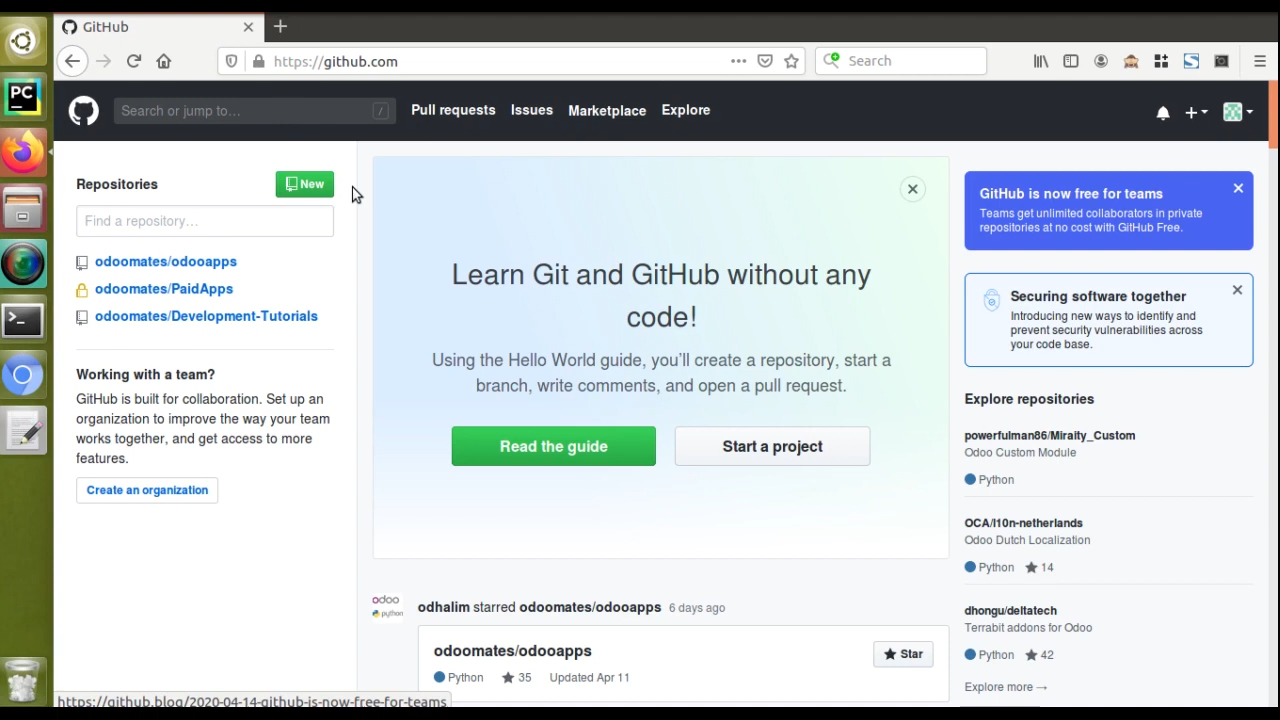 GitHub
https://github.com
Search
Search or jump to...
/
Pull requests
Issues
Marketplace
Explore
Repositories
New
Find a repository…
odoomates/odooapps
odoomates/PaidApps
odoomates/Development-Tutorials
Working with a team?
GitHub is built for collaboration. Set up an
organization to improve the way your team
works together, and get access to more
features.
Create an organization
Learn Git and GitHub without any
code!
Using the Hello World guide, you’ll create a repository, start a
branch, write comments, and open a pull request.
Read the guide
Start a project
odoo
python
odhalim starred odoomates/odooapps 6 days ago
odoomates/odooapps
Star
Python 35 Updated Apr 11
GitHub is now free for teams
Teams get unlimited collaborators in private
repositories at no cost with GitHub Free.
Securing software together
Introducing new ways to identify and
prevent security vulnerabilities across
your code base.
Explore repositories
powerfulman86/Miraity_Custom
Odoo Custom Module
Python
OCA/l10n-netherlands
Odoo Dutch Localization
Python 14
dhongu/deltatech
Terrabit addons for Odoo
Python 42
Explore more →
https://github.blog/2020-04-14-github-is-now-free-for-teams
PC